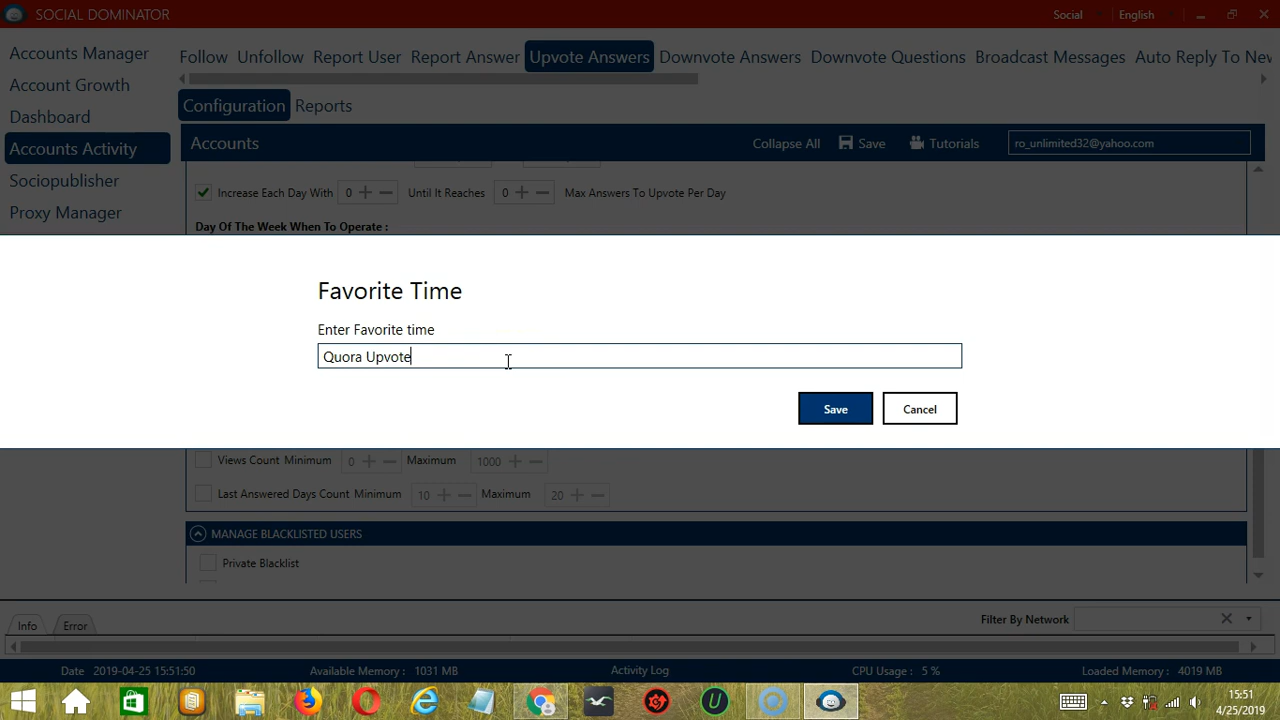 SOCIAL DOMINATOR
Social
English
Accounts Manager
Account Growth
Dashboard
Accounts Activity
Sociopublisher
Proxy Manager
Follow Unfollow Report User Report Answer Upvote Answers Downvote Answers Downvote Questions Broadcast Messages Auto Reply To New
Configuration Reports
Accounts
Collapse All Save Tutorials ro_unlimited32@yahoo.com
Increase Each Day With 0 Until It Reaches 0 Max Answers To Upvote Per Day
Day Of The Week When To Operate :
Favorite Time
Enter Favorite time
Quora Upvote
Save Cancel
Views Count Minimum 0 Maximum 1000
Last Answered Days Count Minimum 10 Maximum 20
MANAGE BLACKLISTED USERS
Private Blacklist
Info Error
Filter By Network
Date 2019-04-25 15:51:50 Available Memory : 1031 MB Activity Log CPU Usage : 5 % Loaded Memory : 4019 MB
15:51
4/25/2019